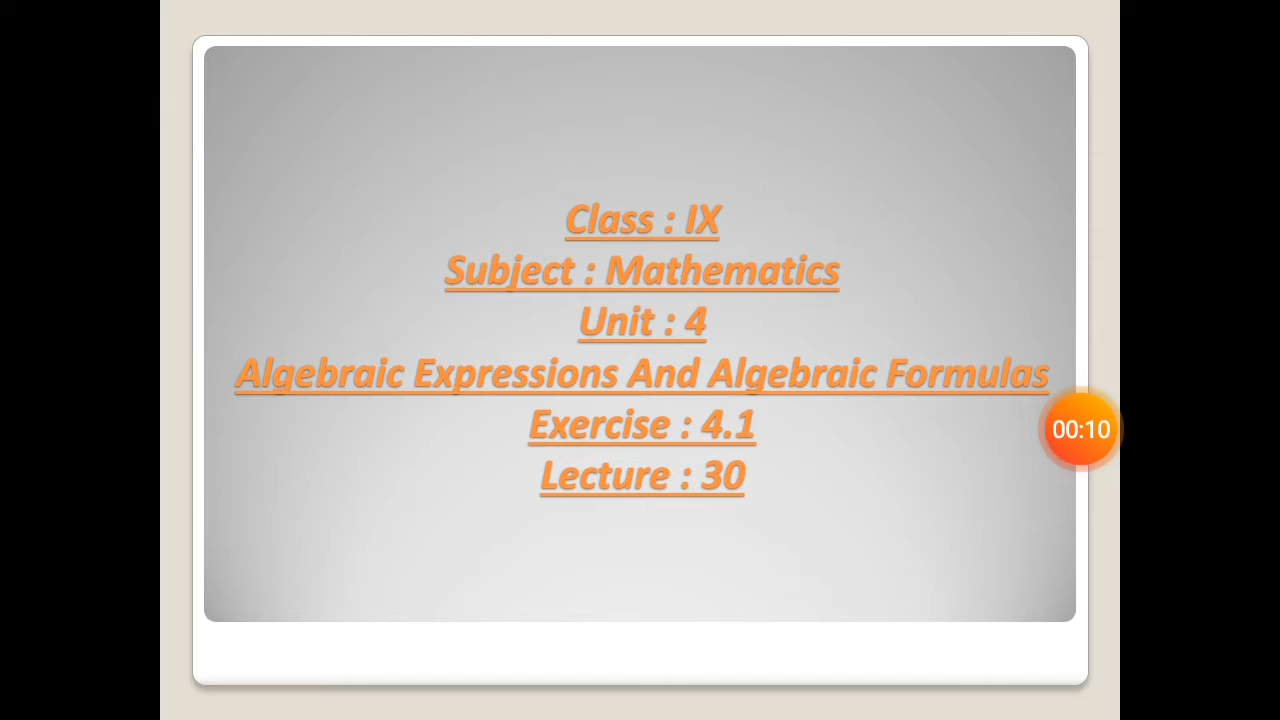 Class : IX
Subject : Mathematics
Unit : 4
Algebraic Expressions And Algebraic Formulas
Exercise : 4.1
Lecture : 30
00:10